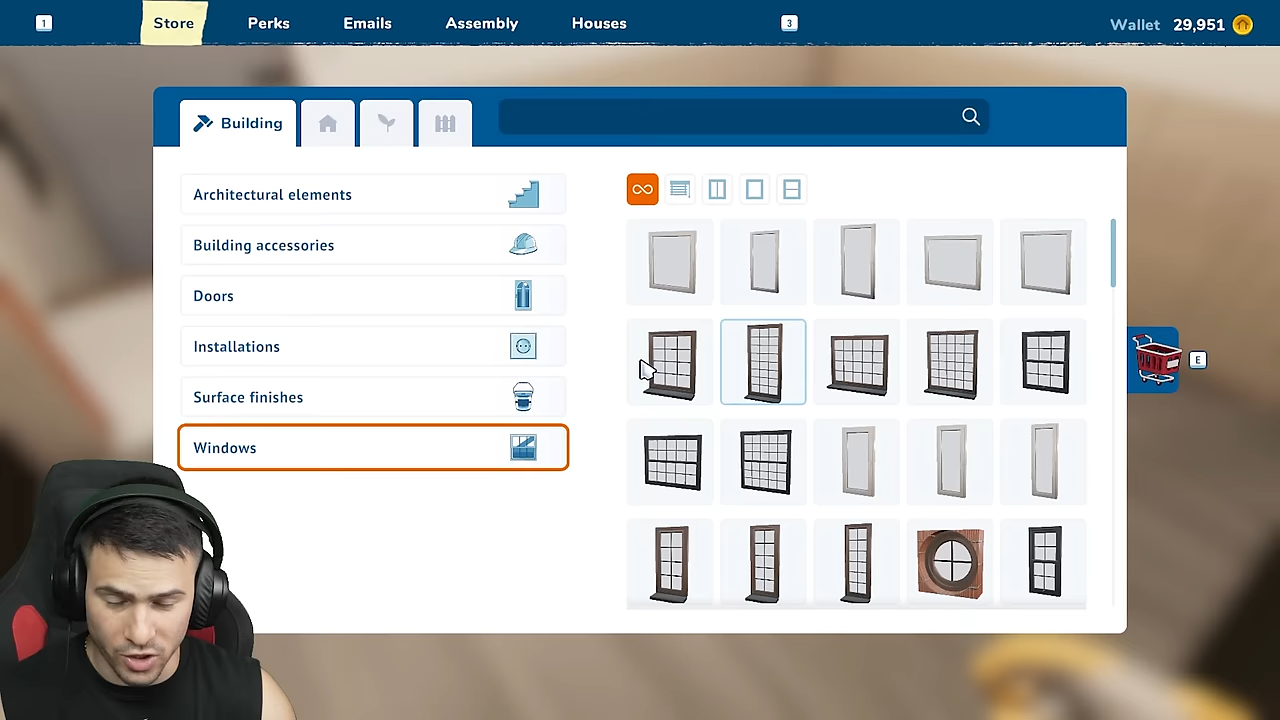 1
Store
Perks
Emails
Assembly
Houses
3
Wallet 29,951
Building
Architectural elements
Building accessories
Doors
Installations
Surface finishes
Windows
E